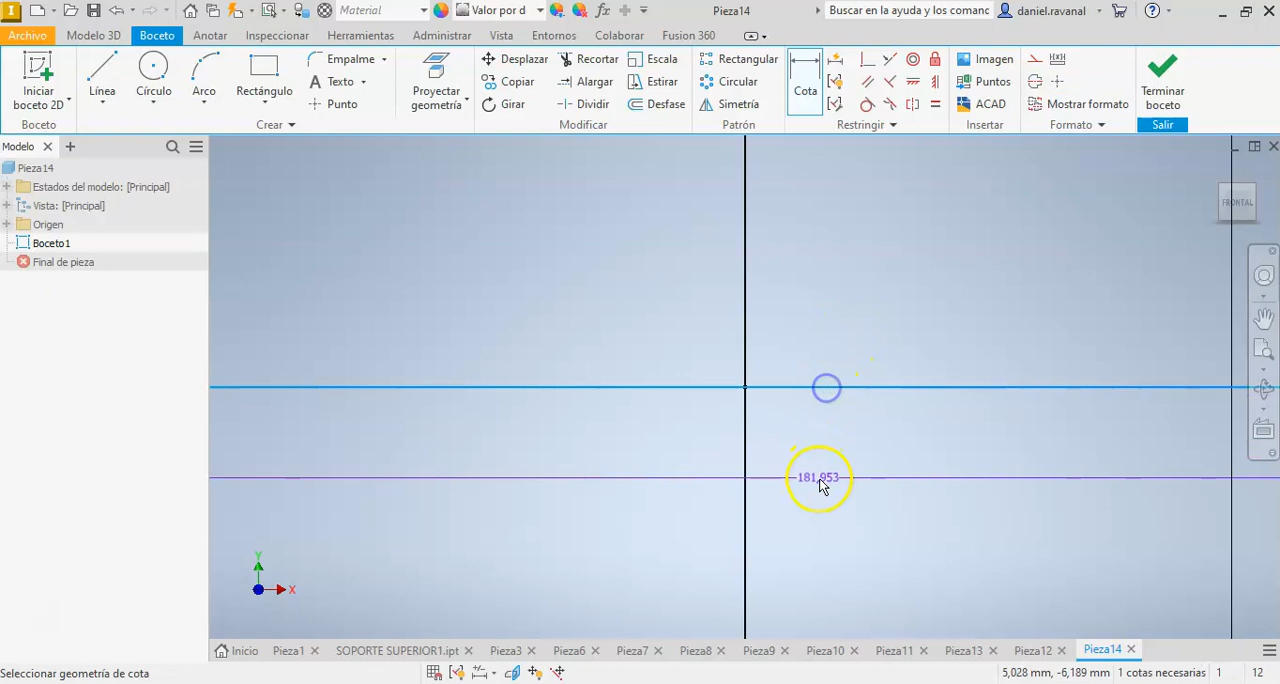 Material
Valor por d
Pieza14
Buscar en la ayuda y los comanc
daniel.ravanal
Archivo
Modelo 3D
Boceto
Anotar
Inspeccionar
Herramientas
Administrar
Vista
Entornos
Colaborar
Fusion 360
Iniciar
boceto 2D
Línea
Círculo
Arco
Rectángulo
Empalme
Texto
Punto
Proyectar
geometría
Desplazar
Copiar
Girar
Recortar
Alargar
Dividir
Escala
Estirar
Desfase
Rectangular
Circular
Simetría
Cota
Imagen
Puntos
ACAD
Mostrar formato
Terminar
boceto
Boceto
Crear
Modificar
Patrón
Restringir
Insertar
Formato
Salir
Modelo
Pieza14
Estados del modelo: [Principal]
Vista: [Principal]
Origen
Boceto1
Final de pieza
FRONTAL
181,953
Y
X
Inicio
Pieza1
SOPORTE SUPERIOR1.ipt
Pieza3
Pieza6
Pieza7
Pieza8
Pieza9
Pieza10
Pieza11
Pieza13
Pieza12
Pieza14
Seleccionar geometría de cota
5,028 mm, -6,189 mm
1 cotas necesarias
1
12